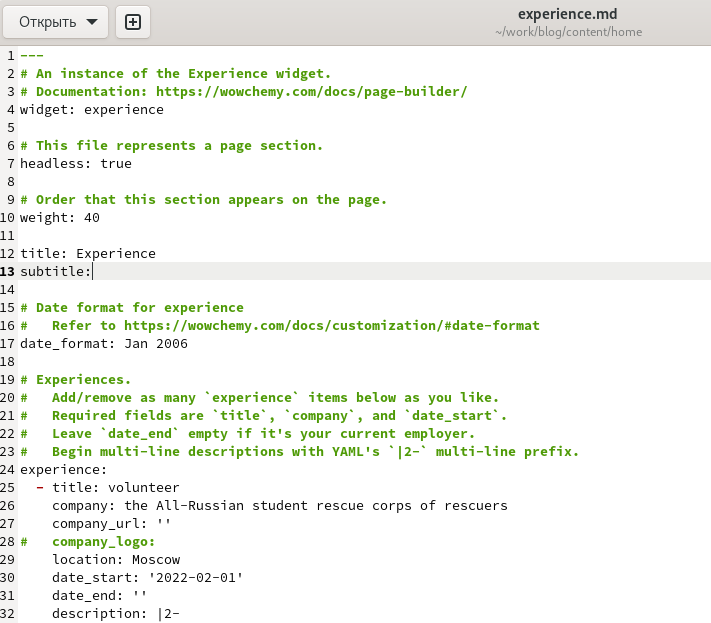 Открыть
experience.md
~/work/blog/content/home
1 ---
2 # An instance of the Experience widget.
3 # Documentation: https://wowchemy.com/docs/page-builder/
4 widget: experience
5
6 # This file represents a page section.
7 headless: true
8
9 # Order that this section appears on the page.
10 weight: 40
11
12 title: Experience
13 subtitle:
14
15 # Date format for experience
16 #   Refer to https://wowchemy.com/docs/customization/#date-format
17 date_format: Jan 2006
18
19 # Experiences.
20 #   Add/remove as many `experience` items below as you like.
21 #   Required fields are `title`, `company`, and `date_start`.
22 #   Leave `date_end` empty if it's your current employer.
23 #   Begin multi-line descriptions with YAML's `|2-` multi-line prefix.
24 experience:
25   - title: volunteer
26     company: the All-Russian student rescue corps of rescuers
27     company_url: ''
28 #   company_logo:
29     location: Moscow
30     date_start: '2022-02-01'
31     date_end: ''
32     description: |2-